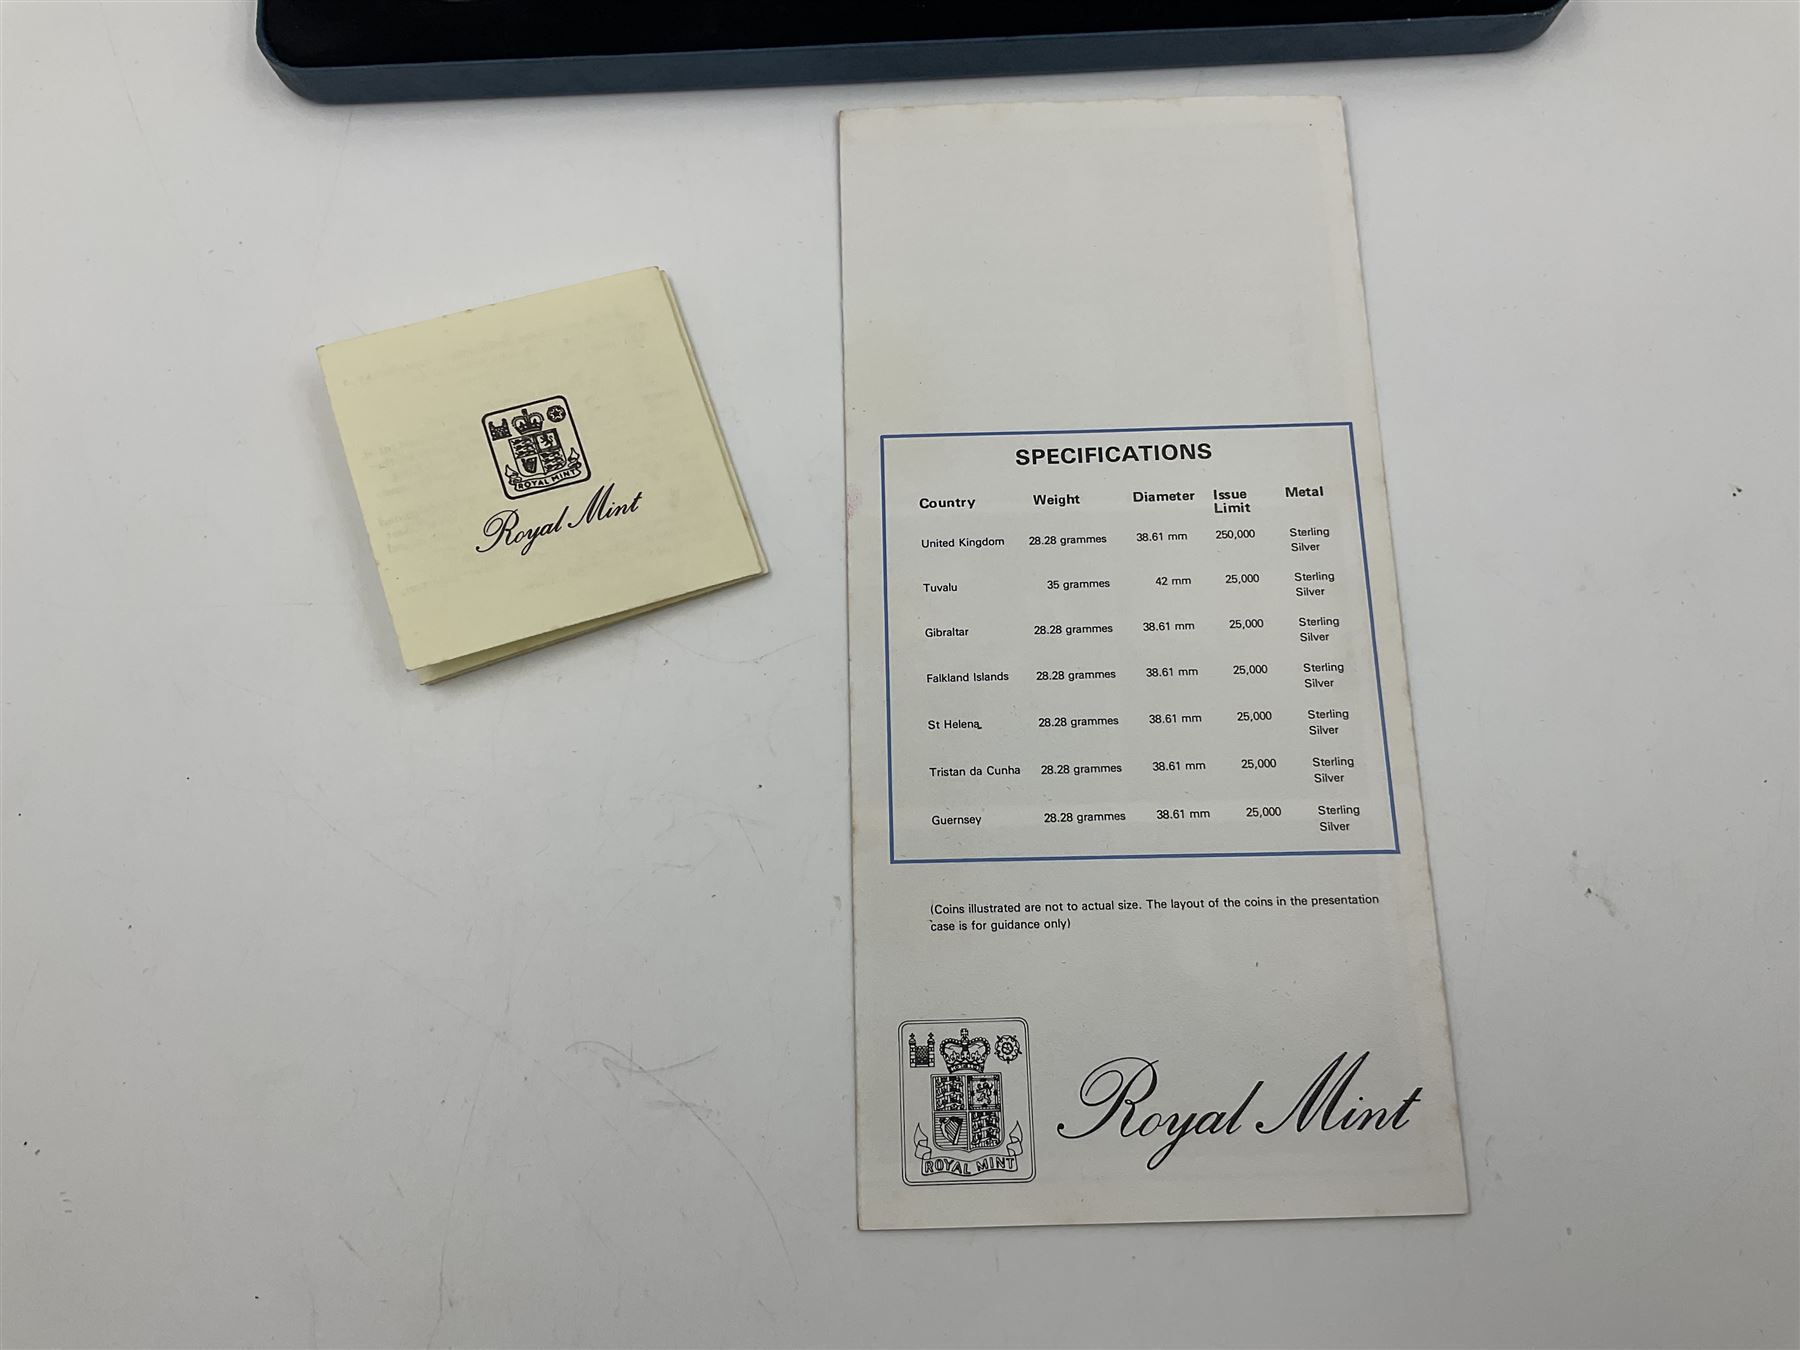 ROYAL MINT
Royal Mint
SPECIFICATIONS
Country Weight Diameter Issue Limit Metal
United Kingdom 28.28 grammes 38.61 mm 250,000 Sterling Silver
Tuvalu 35 grammes 42 mm 25,000 Sterling Silver
Gibraltar 28.28 grammes 38.61 mm 25,000 Sterling Silver
Falkland Islands 28.28 grammes 38.61 mm 25,000 Sterling Silver
St Helena 28.28 grammes 38.61 mm 25,000 Sterling Silver
Tristan da Cunha 28.28 grammes 38.61 mm 25,000 Sterling Silver
Guernsey 28.28 grammes 38.61 mm 25,000 Sterling Silver
(Coins illustrated are not to actual size. The layout of the coins in the presentation
case is for guidance only)
ROYAL MINT
Royal Mint